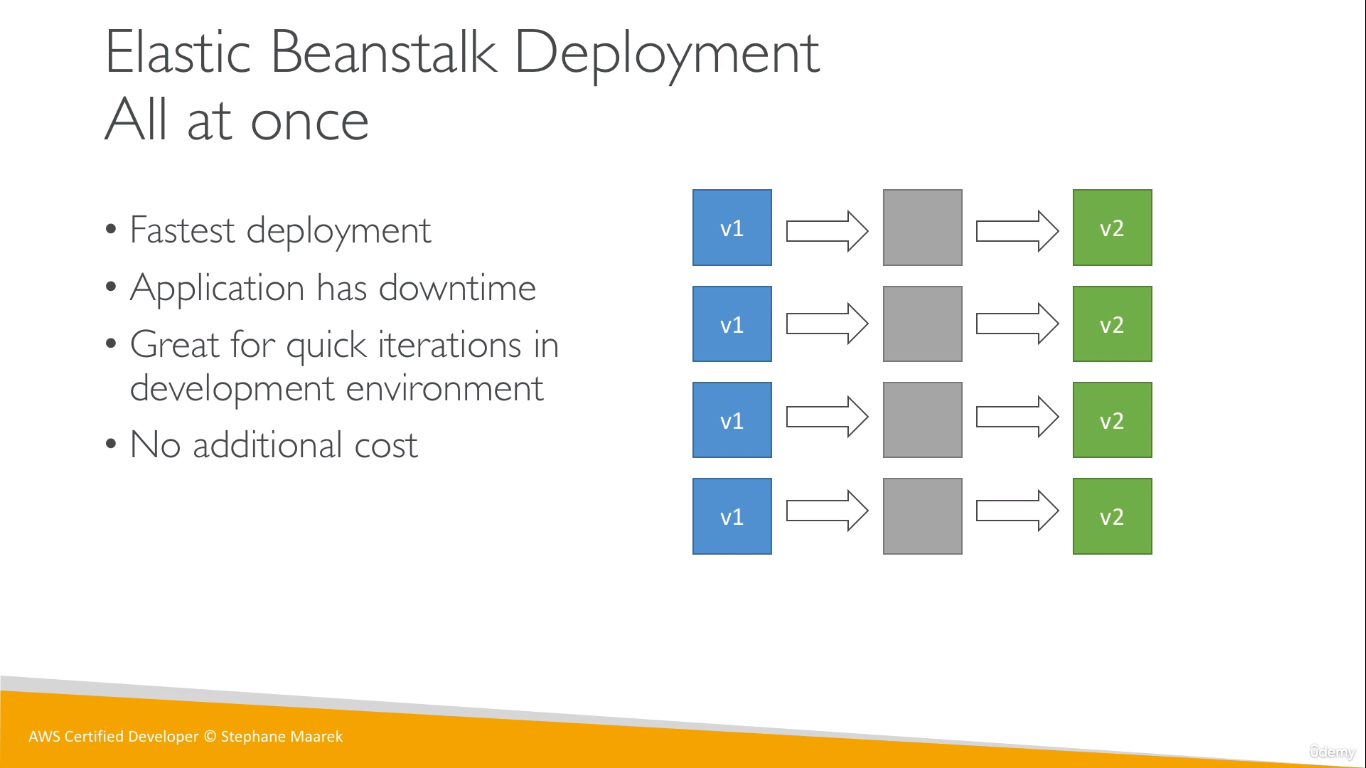 Elastic Beanstalk Deployment
All at once
• Fastest deployment
• Application has downtime
• Great for quick iterations in
development environment
• No additional cost
v1
v2
v1
v2
v1
v2
v1
v2
AWS Certified Developer © Stephane Maarek
ûdemy